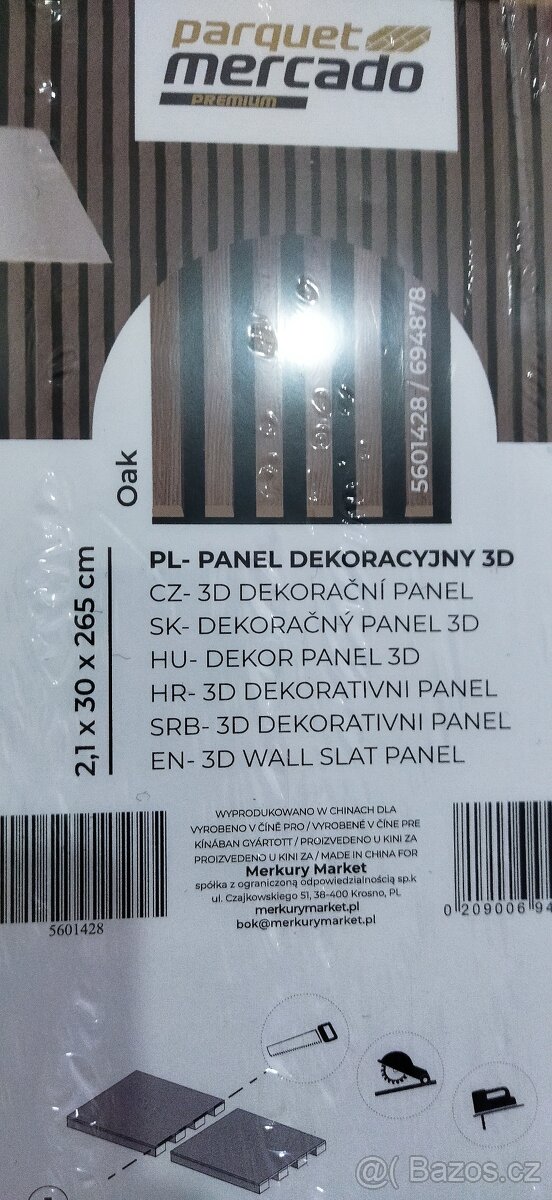 parquet
mercado
PREMIUM
5601428 / 694878
Oak
2,1 x 30 x 265 cm
PL- PANEL DEKORACYJNY 3D
CZ- 3D DEKORAČNÍ PANEL
SK- DEKORAČNÝ PANEL 3D
HU- DEKOR PANEL 3D
HR- 3D DEKORATIVNI PANEL
SRB- 3D DEKORATIVNI PANEL
EN- 3D WALL SLAT PANEL
WYPRODUKOWANO W CHINACH DLA
VYROBENO V ČÍNĚ PRO / VYROBENÉ V ČÍNE PRE
KÍNÁBAN GYÁRTOTT / PROIZVEDENO U KINI ZA
PROIZVEDENO U KINI ZA / MADE IN CHINA FOR
Merkury Market
spółka z ograniczoną odpowiedzialnością sp.k
ul. Czajkowskiego 51, 38-400 Krosno, PL
merkurymarket.pl
bok@merkurymarket.pl
5601428
0 209006 94
@ Bazoš.cz